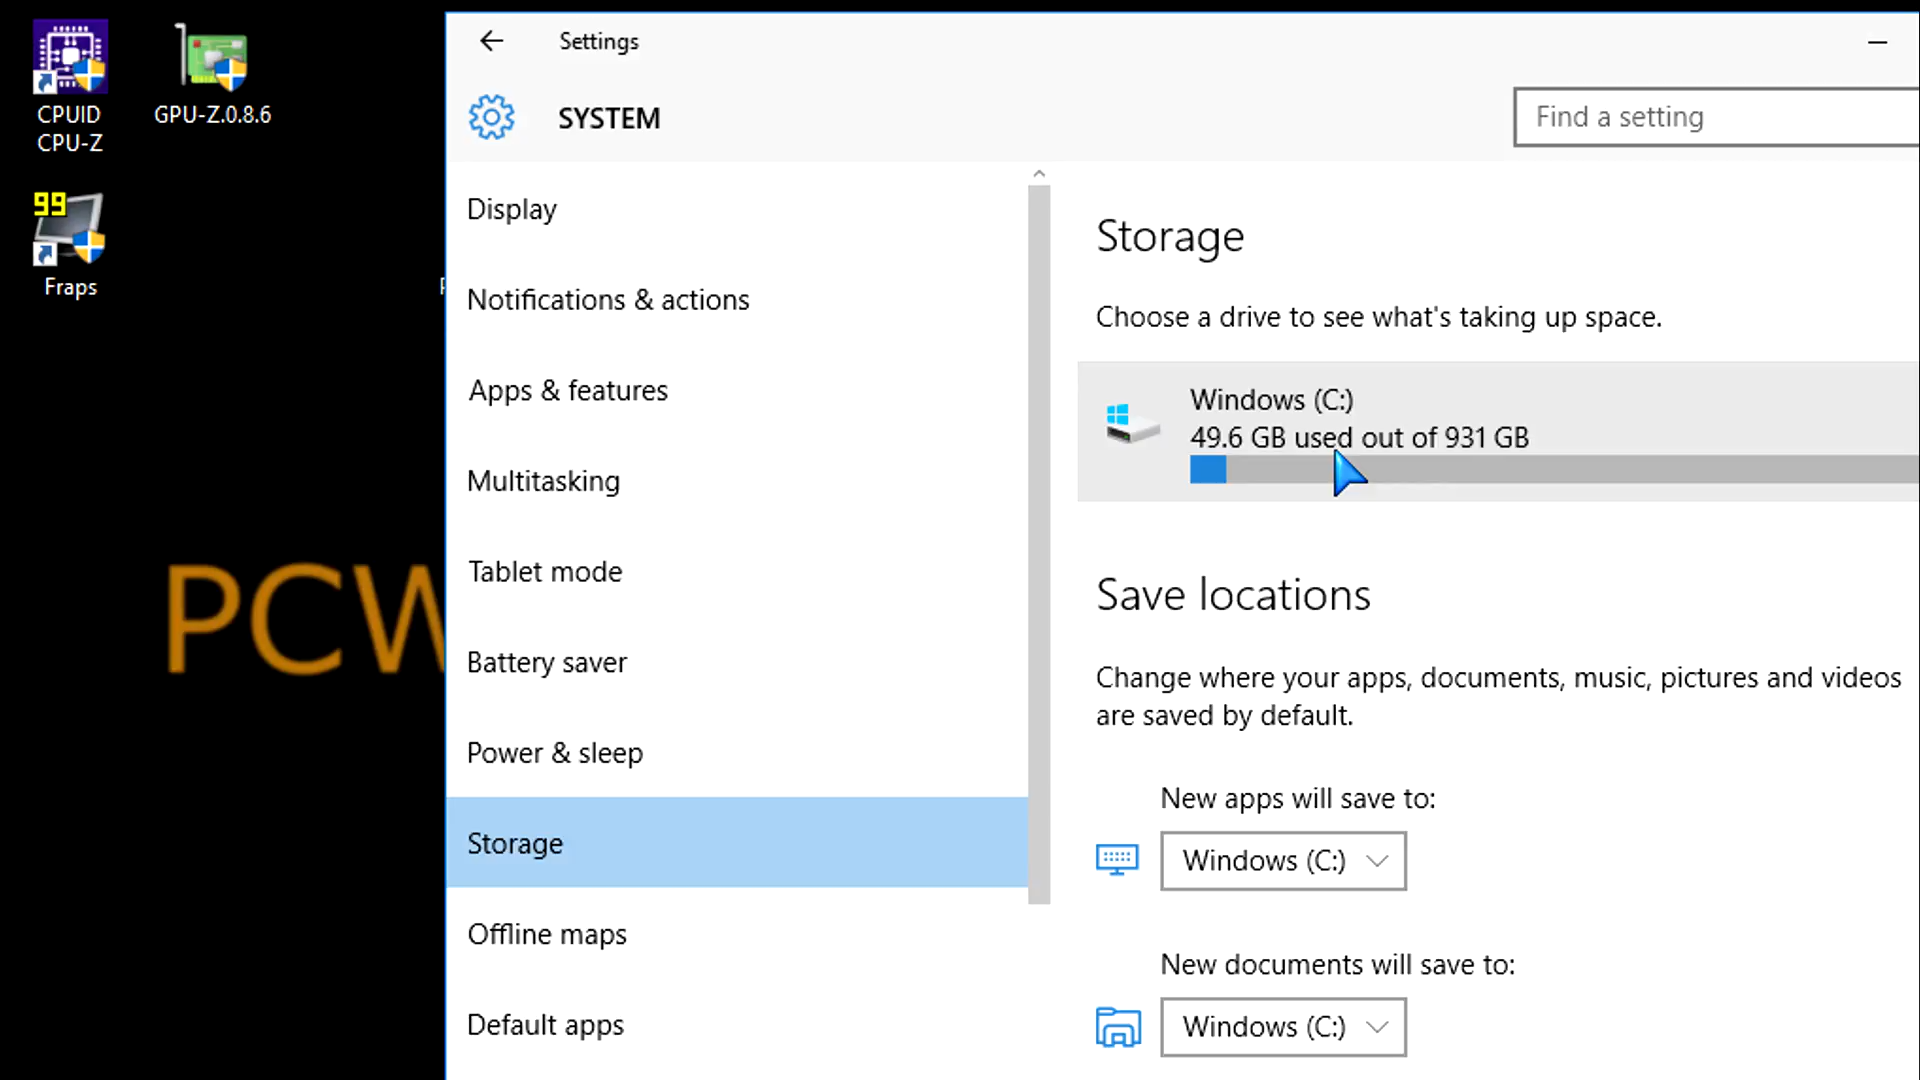 CPUID
CPU-Z
GPU-Z.0.8.6
99
Fraps
PCW
Settings
SYSTEM
Find a setting
Display
Notifications & actions
Apps & features
Multitasking
Tablet mode
Battery saver
Power & sleep
Storage
Offline maps
Default apps
Storage
Choose a drive to see what's taking up space.
Windows (C:)
49.6 GB used out of 931 GB
Save locations
Change where your apps, documents, music, pictures and videos
are saved by default.
New apps will save to:
Windows (C:)
New documents will save to:
Windows (C:)